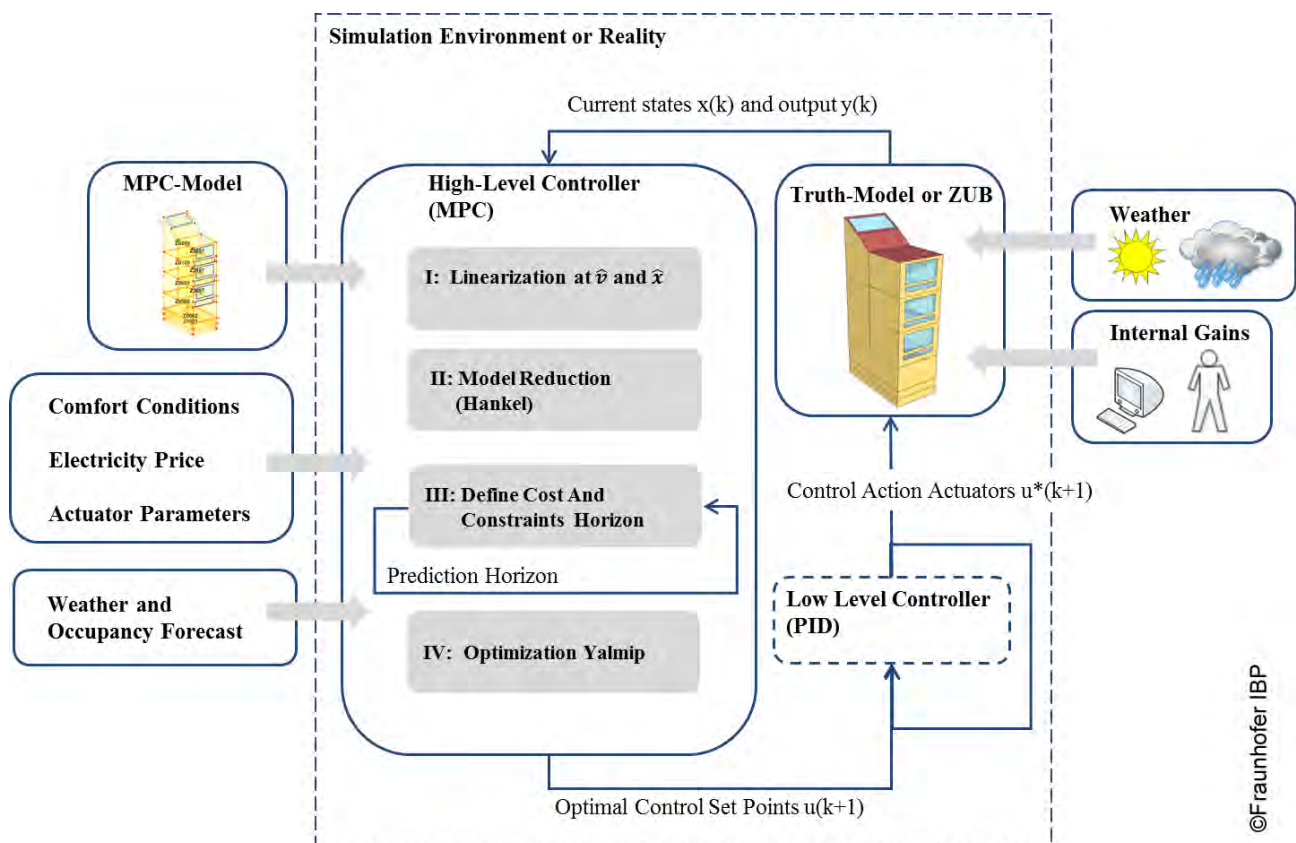 Simulation Environment or Reality
Current states x(k) and output y(k)
MPC-Model
High-Level Controller
(MPC)
Truth-Model or ZUB
Weather
I: Linearization at v̂ and x̂
Internal Gains
II: Model Reduction
(Hankel)
Comfort Conditions
Electricity Price
Actuator Parameters
III: Define Cost And
Constraints Horizon
Control Action Actuators u*(k+1)
Prediction Horizon
Weather and
Occupancy Forecast
Low Level Controller
(PID)
IV: Optimization Yalmip
Optimal Control Set Points u(k+1)
©Fraunhofer IBP